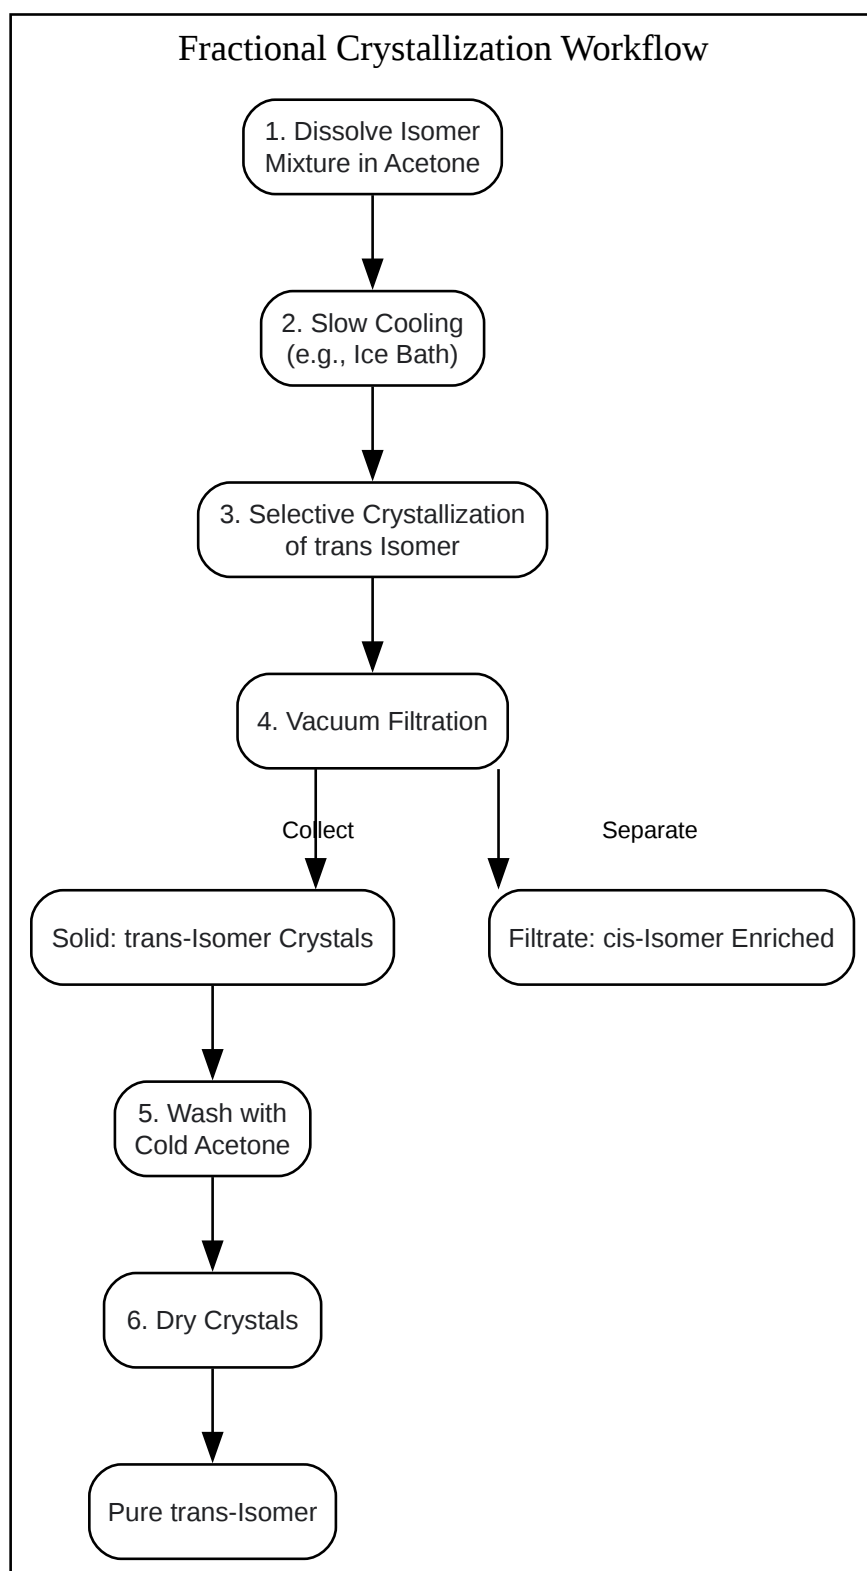 Fractional Crystallization Workflow
1. Dissolve Isomer
Mixture in Acetone
2. Slow Cooling
(e.g., Ice Bath)
3. Selective Crystallization
of trans Isomer
4. Vacuum Filtration
Collect
Separate
Solid: trans-Isomer Crystals
Filtrate: cis-Isomer Enriched
5. Wash with
Cold Acetone
6. Dry Crystals
Pure trans-Isomer